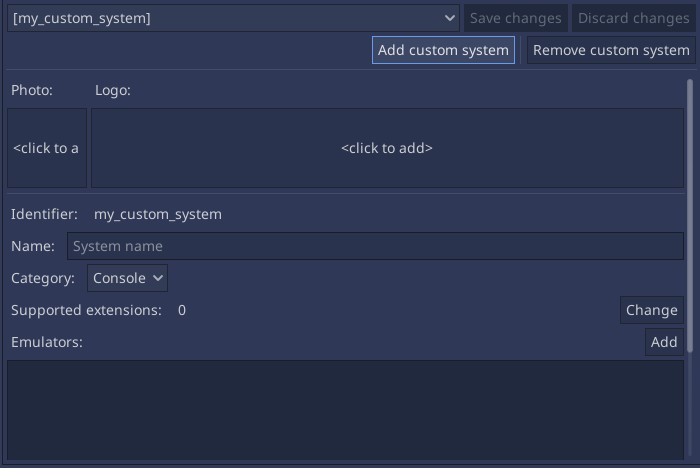 [my_custom_system] Save changes Discard changes
Add custom system Remove custom system
Photo: Logo:
<click to a <click to add>
Identifier: my_custom_system
Name: System name
Category: Console
Supported extensions: 0 Change
Emulators: Add